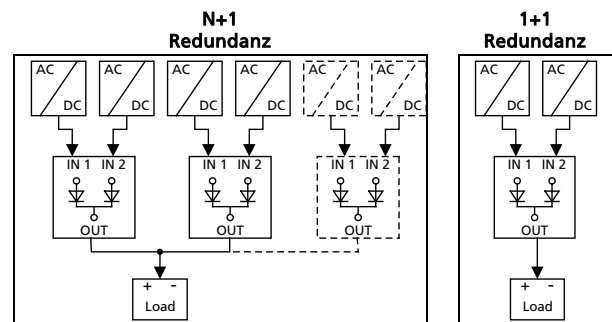 N+1
Redundanz
1+1
Redundanz
AC
DC
AC
DC
AC
DC
AC
DC
AC
DC
AC
DC
AC
DC
AC
DC
IN 1 IN 2
OUT
IN 1 IN 2
OUT
IN 1 IN 2
OUT
IN 1 IN 2
OUT
+ -
Load
+ -
Load